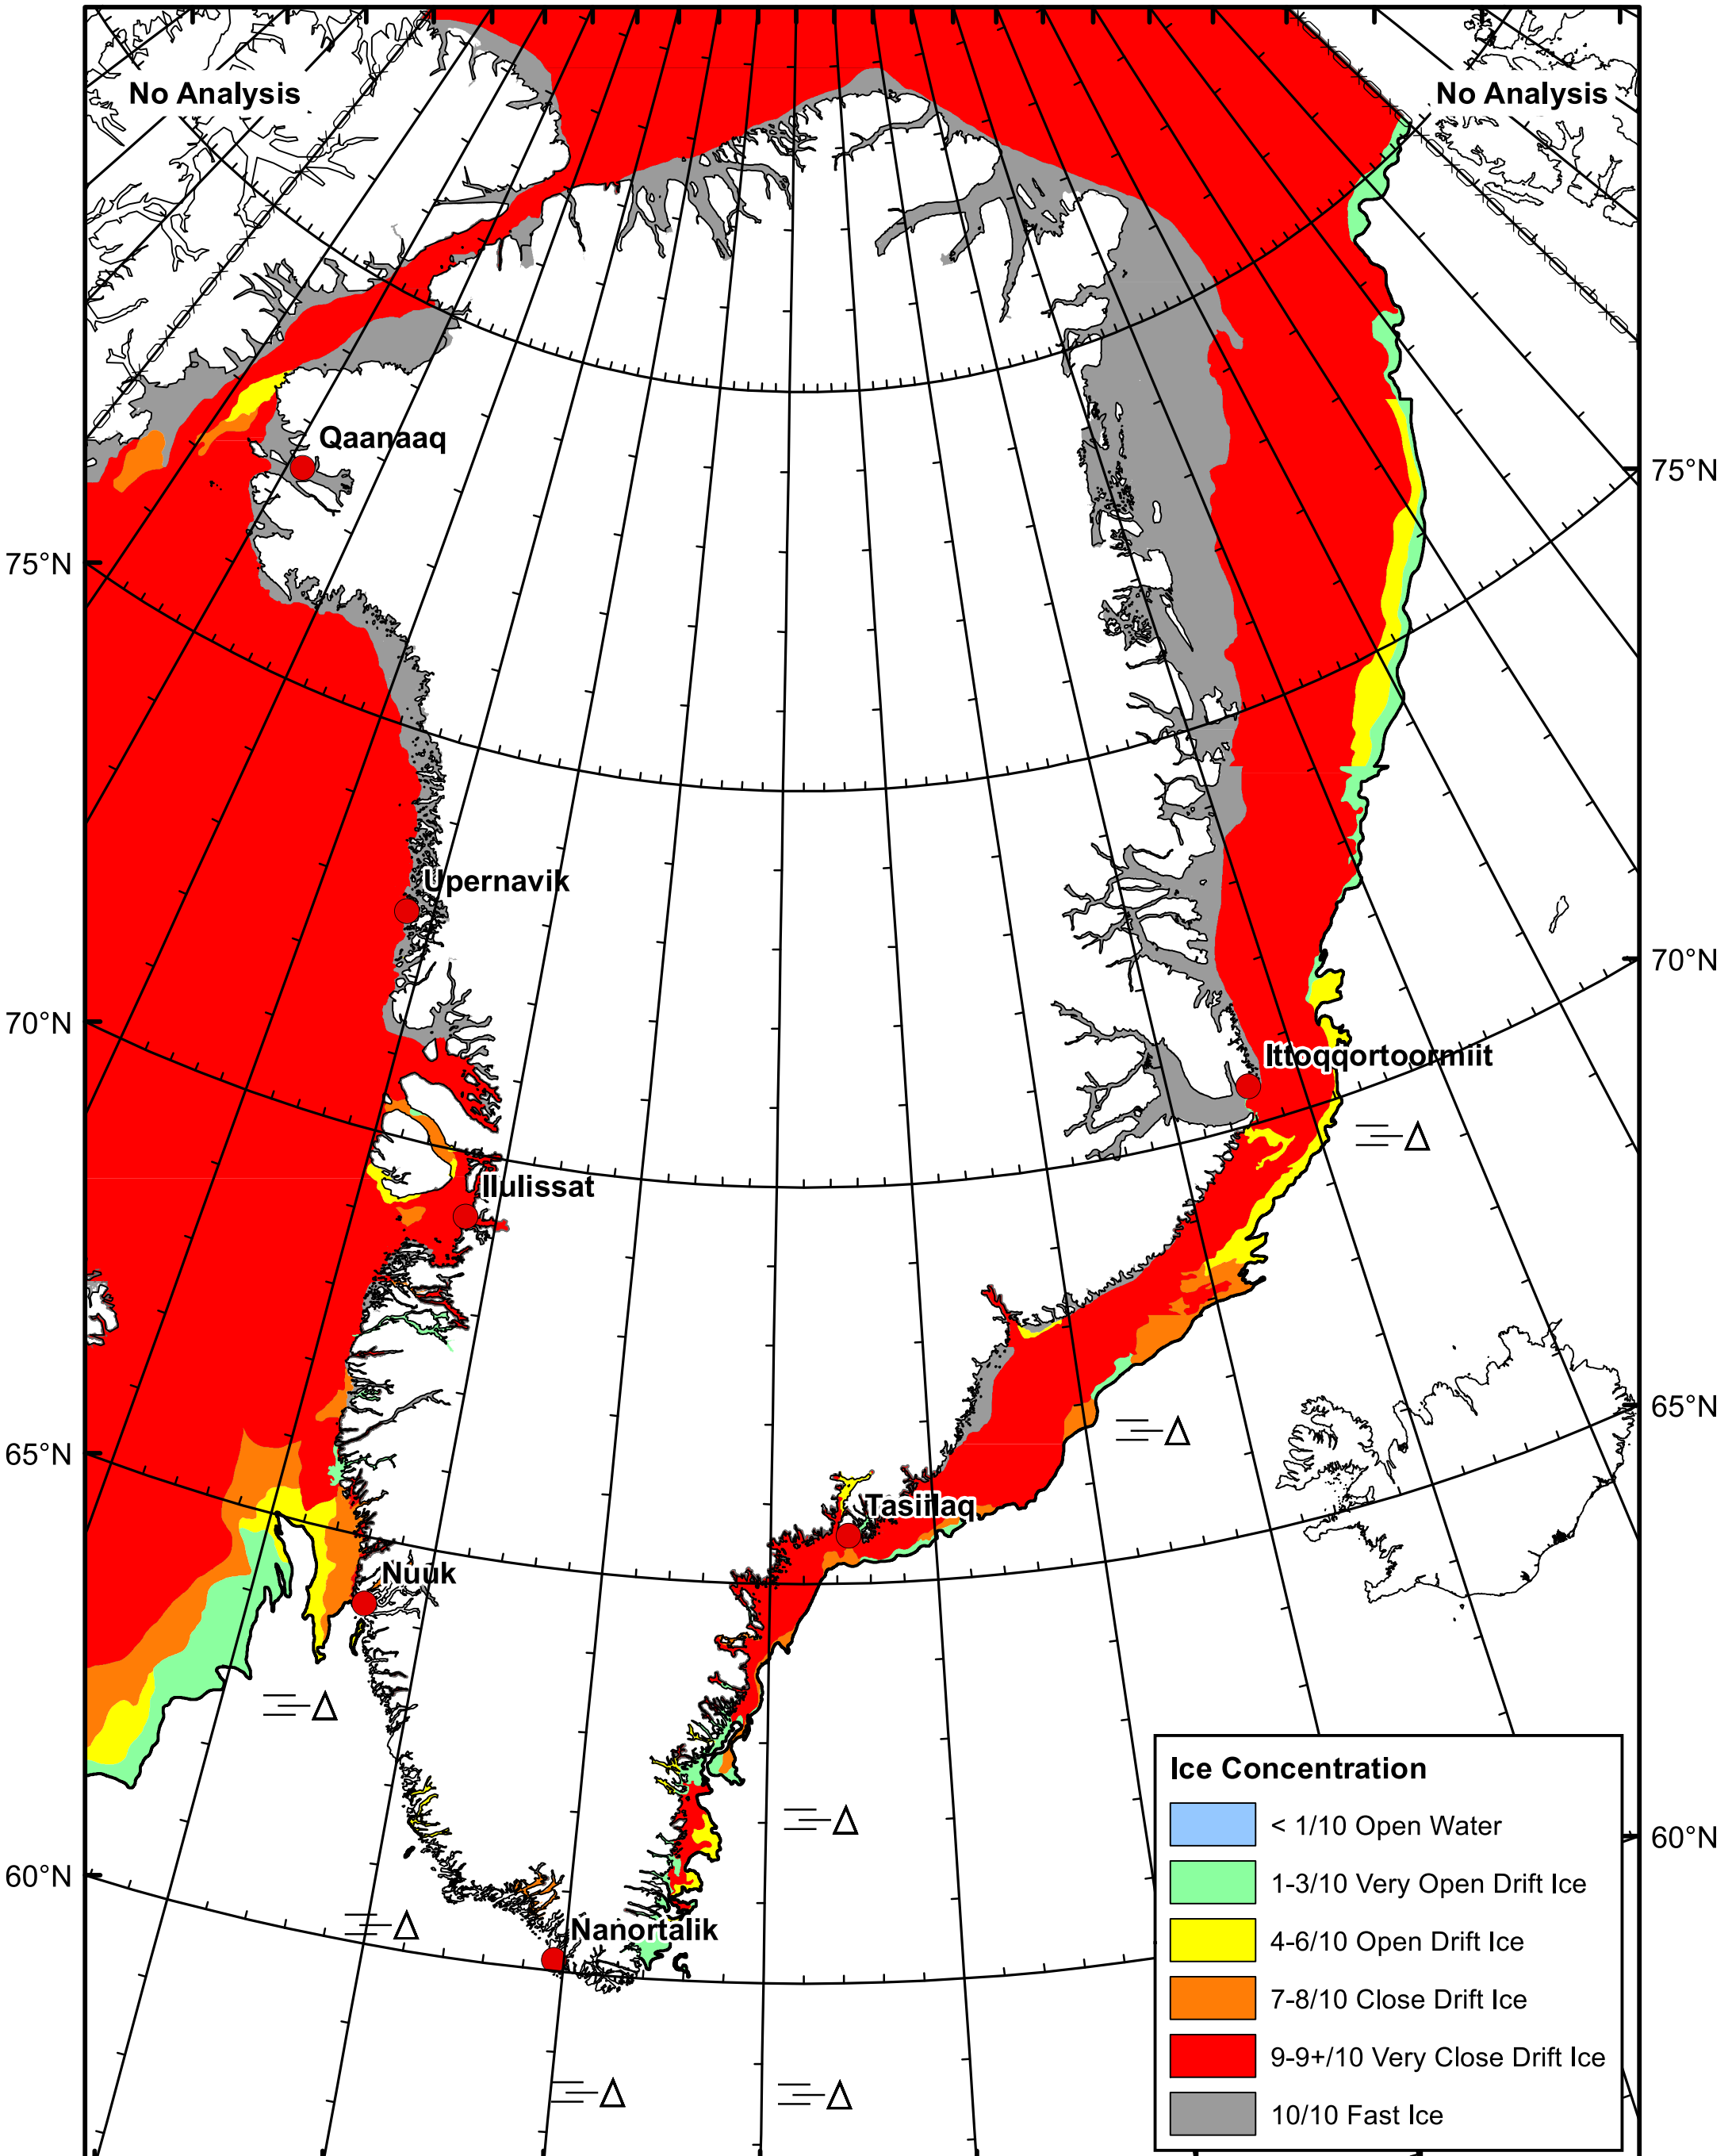 No Analysis
No Analysis
Qaanaaq
75°N
75°N
Upernavik
70°N
70°N
Ittoqqortoormiit
Ilulissat
65°N
65°N
Tasiilaq
Nuuk
60°N
60°N
Nanortalik
Ice Concentration
< 1/10 Open Water
1-3/10 Very Open Drift Ice
4-6/10 Open Drift Ice
7-8/10 Close Drift Ice
9-9+/10 Very Close Drift Ice
10/10 Fast Ice